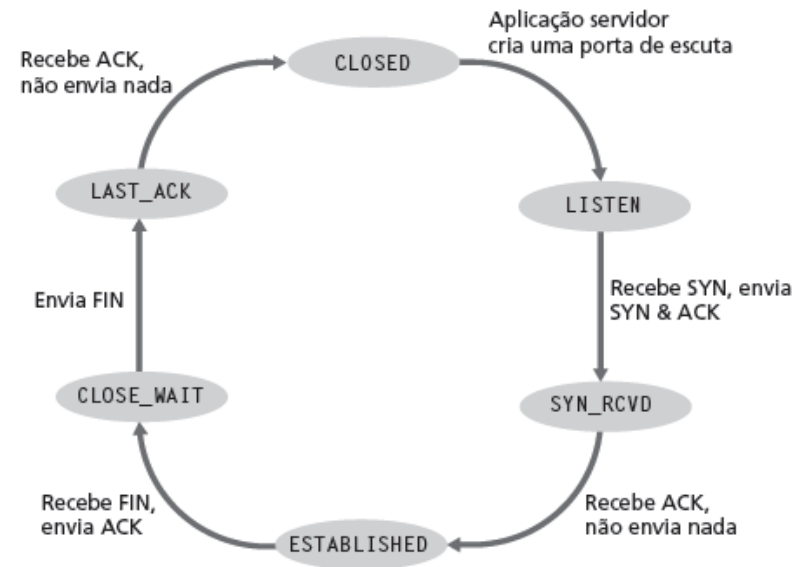 Aplicação servidor
cria uma porta de escuta
Recebe ACK,
não envia nada
CLOSED
LAST_ACK
LISTEN
Envia FIN
Recebe SYN, envia
SYN & ACK
CLOSE_WAIT
SYN_RCVD
Recebe FIN,
envia ACK
Recebe ACK,
não envia nada
ESTABLISHED